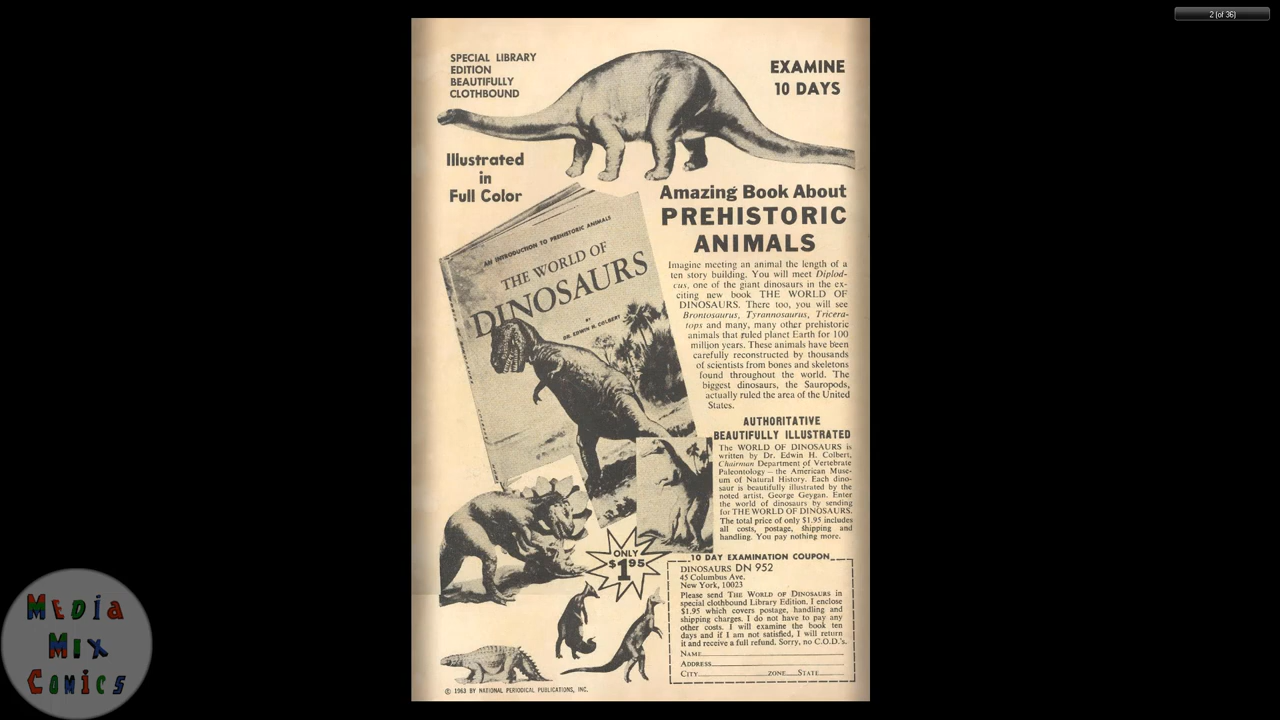 2 (of 36)
SPECIAL LIBRARY
EDITION
BEAUTIFULLY
CLOTHBOUND
EXAMINE
10 DAYS
Illustrated
in
Full Color
AN INTRODUCTION TO PREHISTORIC ANIMALS
THE WORLD OF
DINOSAURS
BY
DR. EDWIN H. COLBERT
Amazing Book About
PREHISTORIC
ANIMALS
Imagine meeting an animal the length of a
ten story building. You will meet Diplod-
cus, one of the giant dinosaurs in the ex-
citing new book THE WORLD OF
DINOSAURS. There too, you will see
Brontosaurus, Tyrannosaurus, Tricera-
tops and many, many other prehistoric
animals that ruled planet Earth for 100
million years. These animals have been
carefully reconstructed by thousands
of scientists from bones and skeletons
found throughout the world. The
biggest dinosaurs, the Sauropods,
actually ruled the area of the United
States.
AUTHORITATIVE
BEAUTIFULLY ILLUSTRATED
The WORLD OF DINOSAURS is
written by Dr. Edwin H. Colbert,
Chairman Department of Vertebrate
Paleontology — the American Muse-
um of Natural History. Each dino-
saur is beautifully illustrated by the
noted artist, George Geygan. Enter
the world of dinosaurs by sending
for THE WORLD OF DINOSAURS.
The total price of only $1.95 includes
all costs, postage, shipping and
handling. You pay nothing more.
ONLY
$1.95
10 DAY EXAMINATION COUPON
DINOSAURS DN 952
45 Columbus Ave.
New York, 10023
Please send THE WORLD OF DINOSAURS in
special clothbound Library Edition. I enclose
$1.95 which covers postage, handling and
shipping charges. I do not have to pay any
other costs. I will examine the book ten
days and if I am not satisfied, I will return
it and receive a full refund. Sorry, no C.O.D.'s.
NAME
ADDRESS
CITY ZONE STATE
© 1963 BY NATIONAL PERIODICAL PUBLICATIONS, INC.
MEDiA
MiX
COMiCS